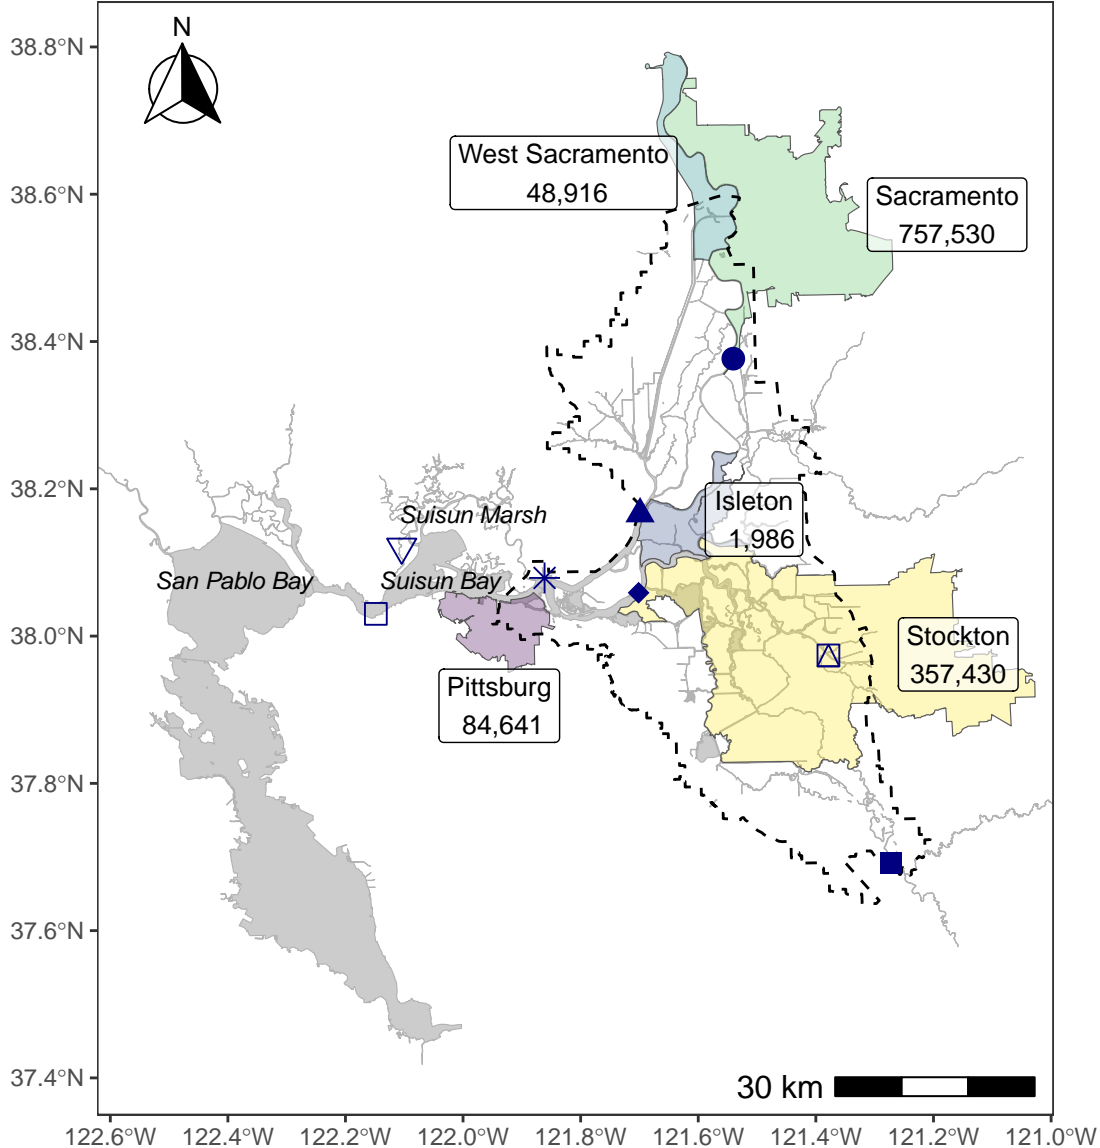 N
38.8°N
West Sacramento
48,916
38.6°N
Sacramento
757,530
38.4°N
38.2°N
Isleton
1,986
Suisun Marsh
San Pablo Bay
Suisun Bay
38.0°N
Stockton
357,430
Pittsburg
84,641
37.8°N
37.6°N
37.4°N
30 km
122.6°W 122.4°W 122.2°W 122.0°W 121.8°W 121.6°W 121.4°W 121.2°W 121.0°W